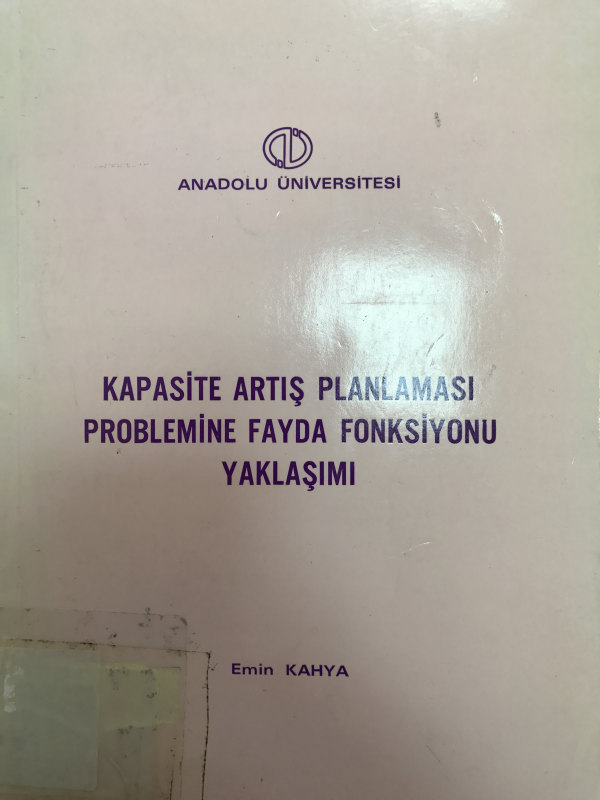 ANADOLU ÜNİVERSİTESİ
KAPASİTE ARTIŞ PLANLAMASI
PROBLEMİNE FAYDA FONKSİYONU
YAKLAŞIMI
Emin KAHYA